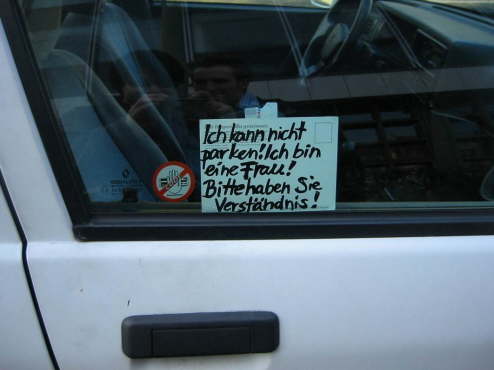 Ich kann nicht
parken! Ich bin
eine Frau!
Bitte haben Sie
Verständnis!